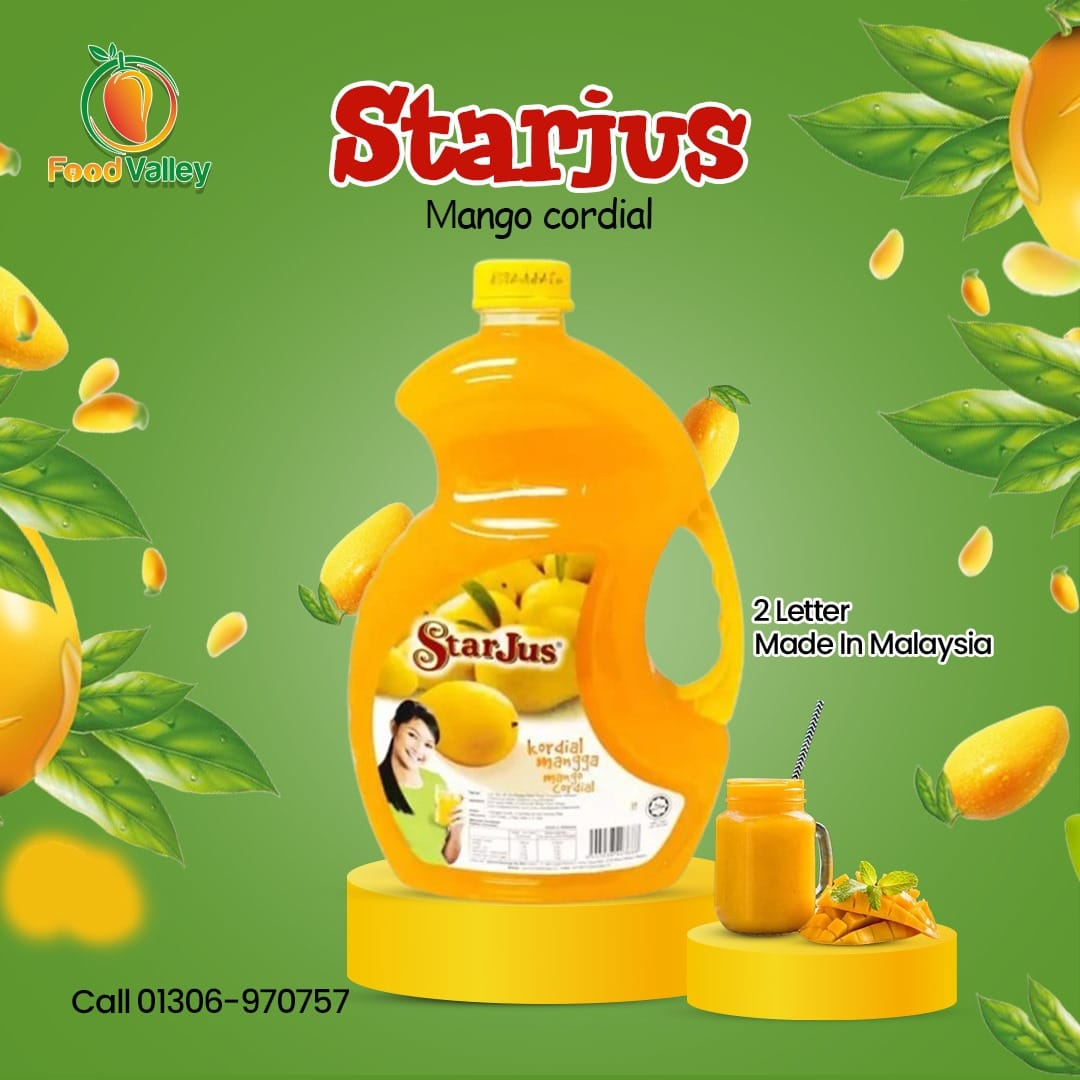 Food Valley
Starjus
Mango cordial
StarJus®
kordial
mangga
mango
cordial
2 Letter
Made In Malaysia
Call 01306-970757